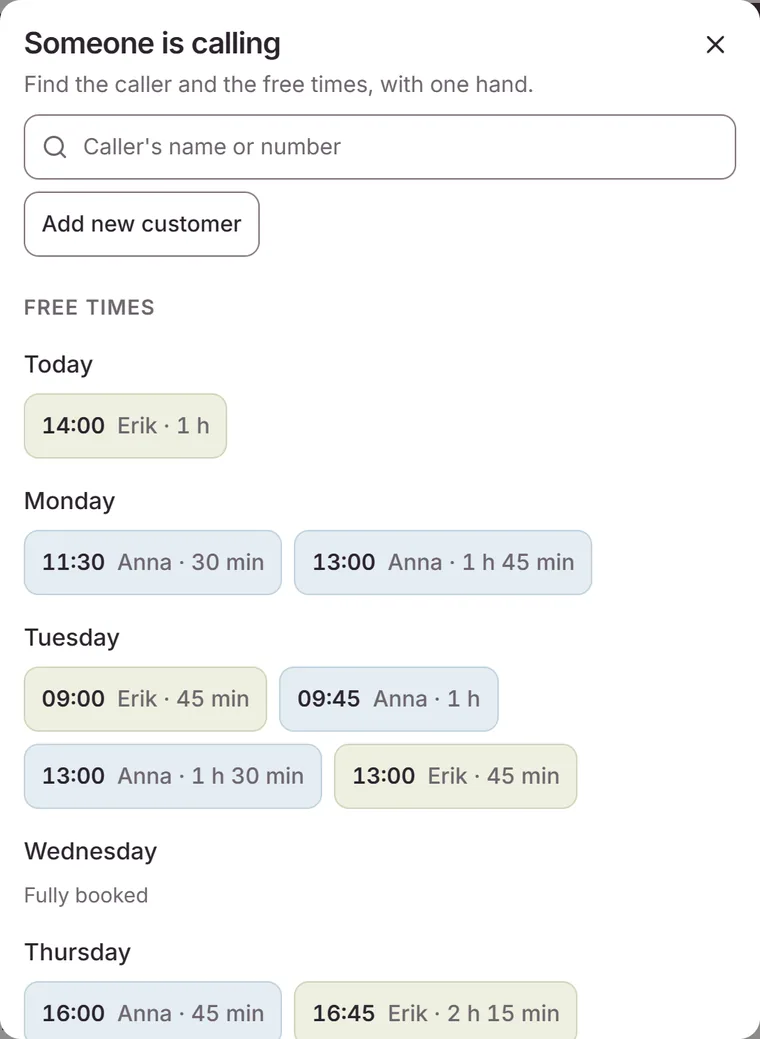 Someone is calling
Find the caller and the free times, with one hand.
Caller's name or number
Add new customer
FREE TIMES
Today
14:00 Erik · 1 h
Monday
11:30 Anna · 30 min 13:00 Anna · 1 h 45 min
Tuesday
09:00 Erik · 45 min 09:45 Anna · 1 h
13:00 Anna · 1 h 30 min 13:00 Erik · 45 min
Wednesday
Fully booked
Thursday
16:00 Anna · 45 min 16:45 Erik · 2 h 15 min